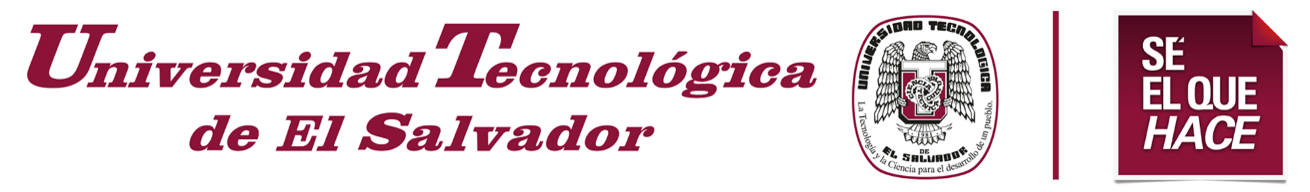 Universidad Tecnológica
de El Salvador
UNIVERSIDAD TECNOLOGICA
DE
EL SALVADOR
La Tecnología y la Ciencia para el desarrollo de un pueblo.
SÉ
EL QUE
HACE